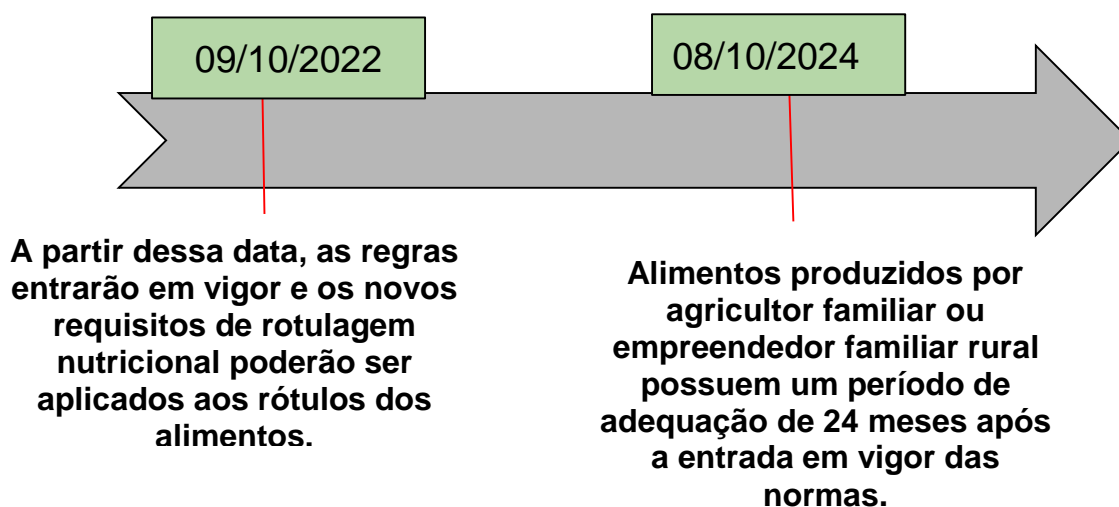 09/10/2022
08/10/2024
A partir dessa data, as regras
entrarão em vigor e os novos
requisitos de rotulagem
nutricional poderão ser
aplicados aos rótulos dos
alimentos.
Alimentos produzidos por
agricultor familiar ou
empreendedor familiar rural
possuem um período de
adequação de 24 meses após
a entrada em vigor das
normas.